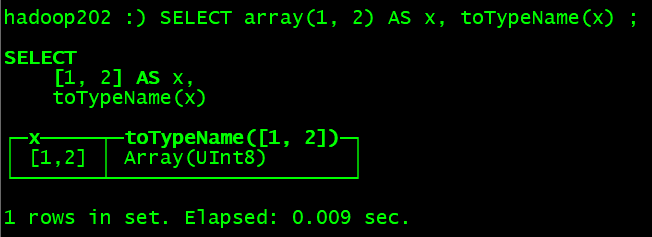 hadoop202 :) SELECT array(1, 2) AS x, toTypeName(x) ;
SELECT
[1, 2] AS x,
toTypeName(x)
x toTypeName([1, 2])
[1,2] Array(UInt8)
1 rows in set. Elapsed: 0.009 sec.